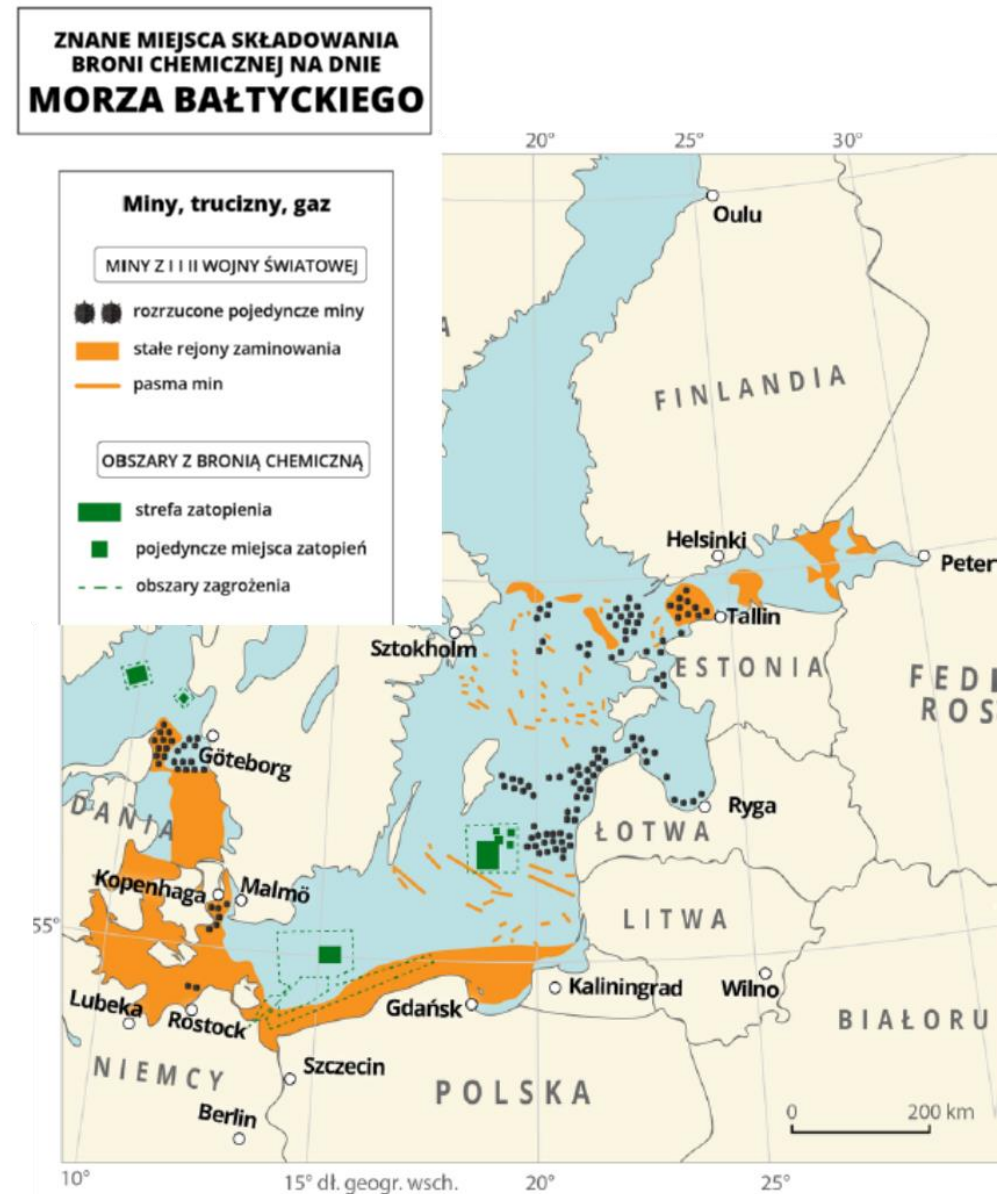 ZNANE MIEJSCA SKŁADOWANIA
BRONI CHEMICZNEJ NA DNIE
MORZA BAŁTYCKIEGO
Miny, trucizny, gaz
MINY Z I I II WOJNY ŚWIATOWEJ
rozrzucone pojedyncze miny
stałe rejony zaminowania
pasma min
OBSZARY Z BRONIĄ CHEMICZNĄ
strefa zatopienia
pojedyncze miejsca zatopień
obszary zagrożenia
20° 25° 30°
Oulu
A
FINLANDIA
Helsinki
Peter
Tallin
Sztokholm
ESTONIA
FEDE
ROS
Göteborg
DANIA
Ryga
ŁOTWA
Kopenhaga
Malmö
LITWA
55°
Kaliningrad
Wilno
Gdańsk
Lubeka
Rostock
BIAŁORU
NIEMCY
Szczecin
POLSKA
Berlin
0 200 km
10° 15° dł. geogr. wsch. 20° 25°